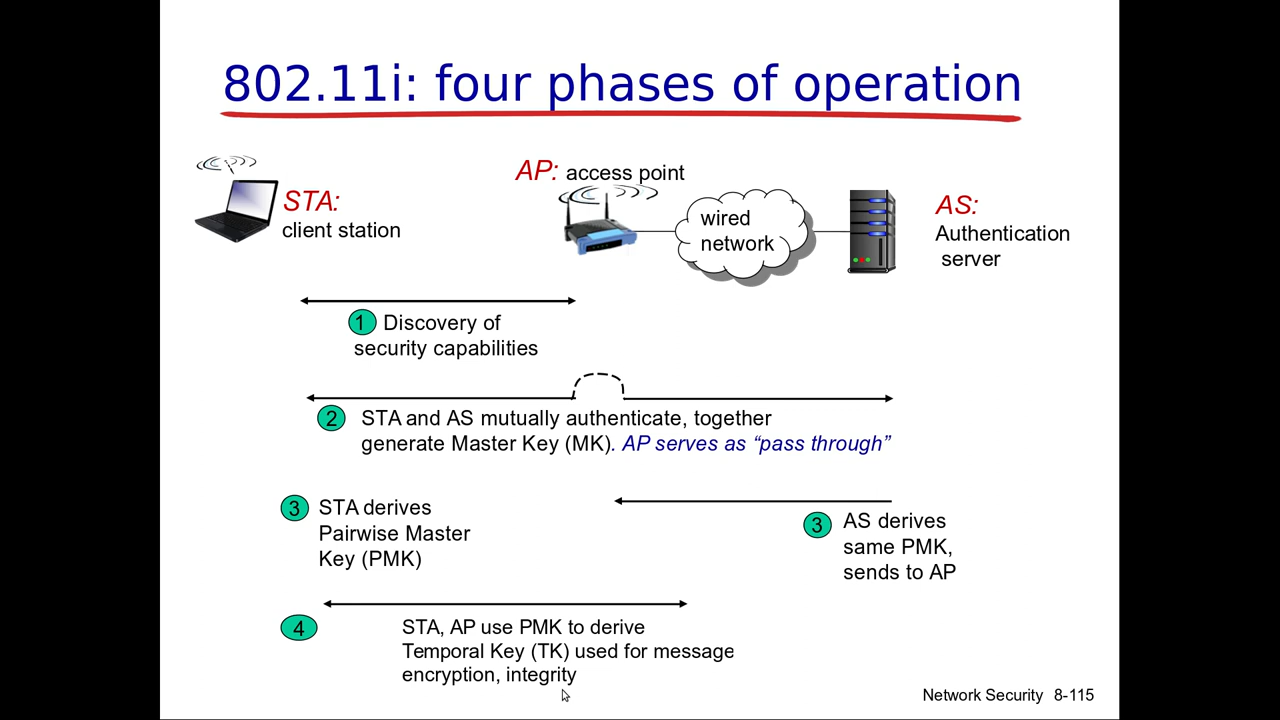 802.11i: four phases of operation
AP: access point
STA:
client station
wired
network
AS:
Authentication
server
1 Discovery of
security capabilities
2 STA and AS mutually authenticate, together
generate Master Key (MK). AP serves as “pass through”
3 STA derives
Pairwise Master
Key (PMK)
3 AS derives
same PMK,
sends to AP
4 STA, AP use PMK to derive
Temporal Key (TK) used for message
encryption, integrity
Network Security 8-115